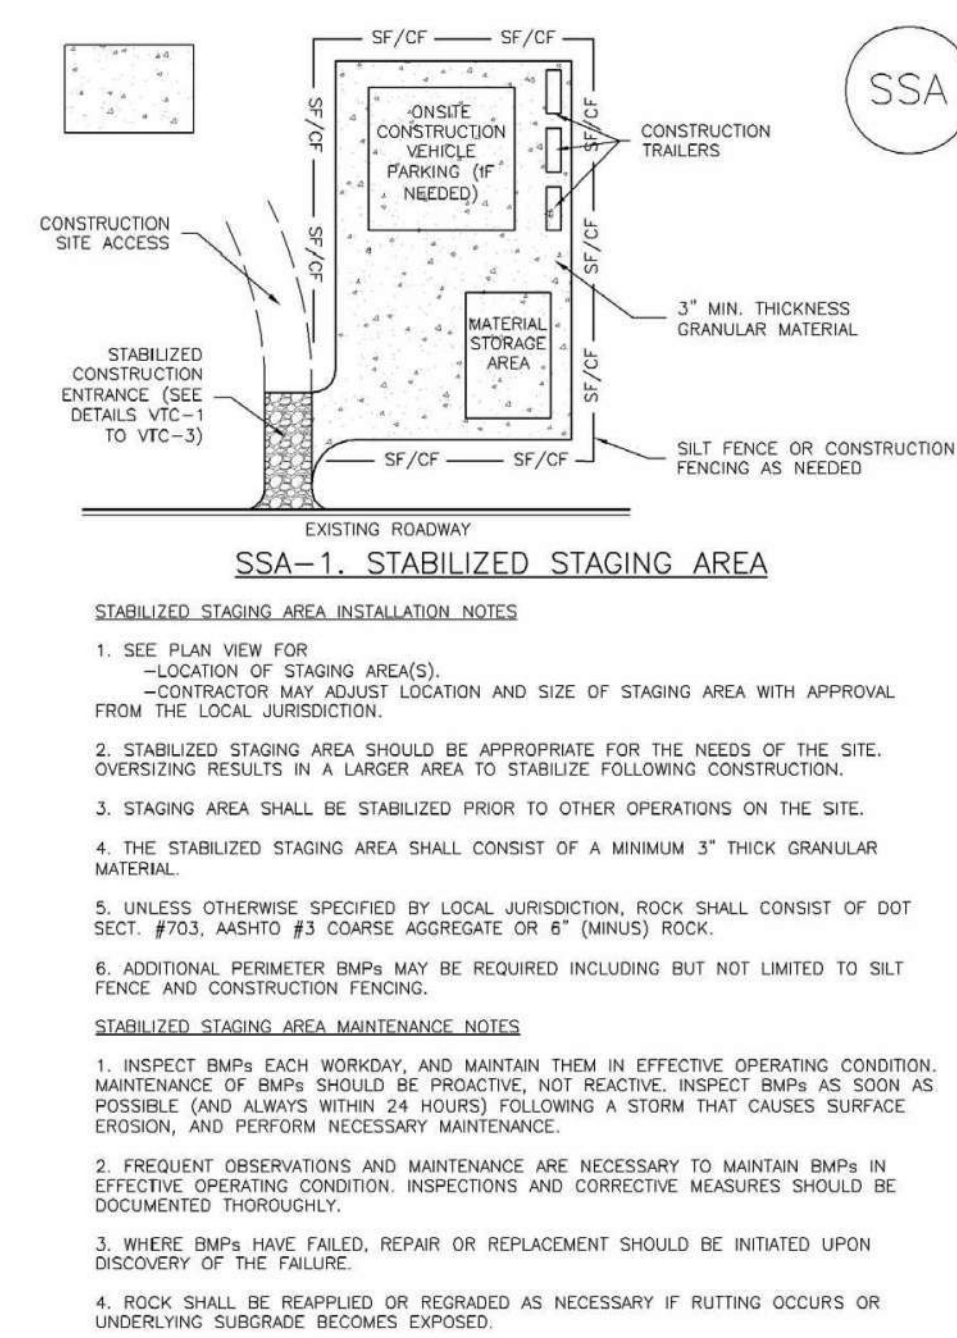 SF/CF SF/CF
SSA
SF/CF
SF/CF
ONSITE
CONSTRUCTION
VEHICLE
PARKING (IF
NEEDED)
CONSTRUCTION
TRAILERS
CONSTRUCTION
SITE ACCESS
SF/CF
SF/CF
3" MIN. THICKNESS
GRANULAR MATERIAL
MATERIAL
STORAGE
AREA
STABILIZED
CONSTRUCTION
ENTRANCE (SEE
DETAILS VTC-1
TO VTC-3)
SF/CF
SF/CF SF/CF
SILT FENCE OR CONSTRUCTION
FENCING AS NEEDED
EXISTING ROADWAY
SSA-1. STABILIZED STAGING AREA
STABILIZED STAGING AREA INSTALLATION NOTES
1. SEE PLAN VIEW FOR
-LOCATION OF STAGING AREA(S).
-CONTRACTOR MAY ADJUST LOCATION AND SIZE OF STAGING AREA WITH APPROVAL
FROM THE LOCAL JURISDICTION.
2. STABILIZED STAGING AREA SHOULD BE APPROPRIATE FOR THE NEEDS OF THE SITE.
OVERSIZING RESULTS IN A LARGER AREA TO STABILIZE FOLLOWING CONSTRUCTION.
3. STAGING AREA SHALL BE STABILIZED PRIOR TO OTHER OPERATIONS ON THE SITE.
4. THE STABILIZED STAGING AREA SHALL CONSIST OF A MINIMUM 3" THICK GRANULAR
MATERIAL.
5. UNLESS OTHERWISE SPECIFIED BY LOCAL JURISDICTION, ROCK SHALL CONSIST OF DOT
SECT. #703, AASHTO #3 COARSE AGGREGATE OR 6" (MINUS) ROCK.
6. ADDITIONAL PERIMETER BMPs MAY BE REQUIRED INCLUDING BUT NOT LIMITED TO SILT
FENCE AND CONSTRUCTION FENCING.
STABILIZED STAGING AREA MAINTENANCE NOTES
1. INSPECT BMPs EACH WORKDAY, AND MAINTAIN THEM IN EFFECTIVE OPERATING CONDITION.
MAINTENANCE OF BMPs SHOULD BE PROACTIVE, NOT REACTIVE. INSPECT BMPs AS SOON AS
POSSIBLE (AND ALWAYS WITHIN 24 HOURS) FOLLOWING A STORM THAT CAUSES SURFACE
EROSION, AND PERFORM NECESSARY MAINTENANCE.
2. FREQUENT OBSERVATIONS AND MAINTENANCE ARE NECESSARY TO MAINTAIN BMPs IN
EFFECTIVE OPERATING CONDITION. INSPECTIONS AND CORRECTIVE MEASURES SHOULD BE
DOCUMENTED THOROUGHLY.
3. WHERE BMPs HAVE FAILED, REPAIR OR REPLACEMENT SHOULD BE INITIATED UPON
DISCOVERY OF THE FAILURE.
4. ROCK SHALL BE REAPPLIED OR REGRADED AS NECESSARY IF RUTTING OCCURS OR
UNDERLYING SUBGRADE BECOMES EXPOSED.